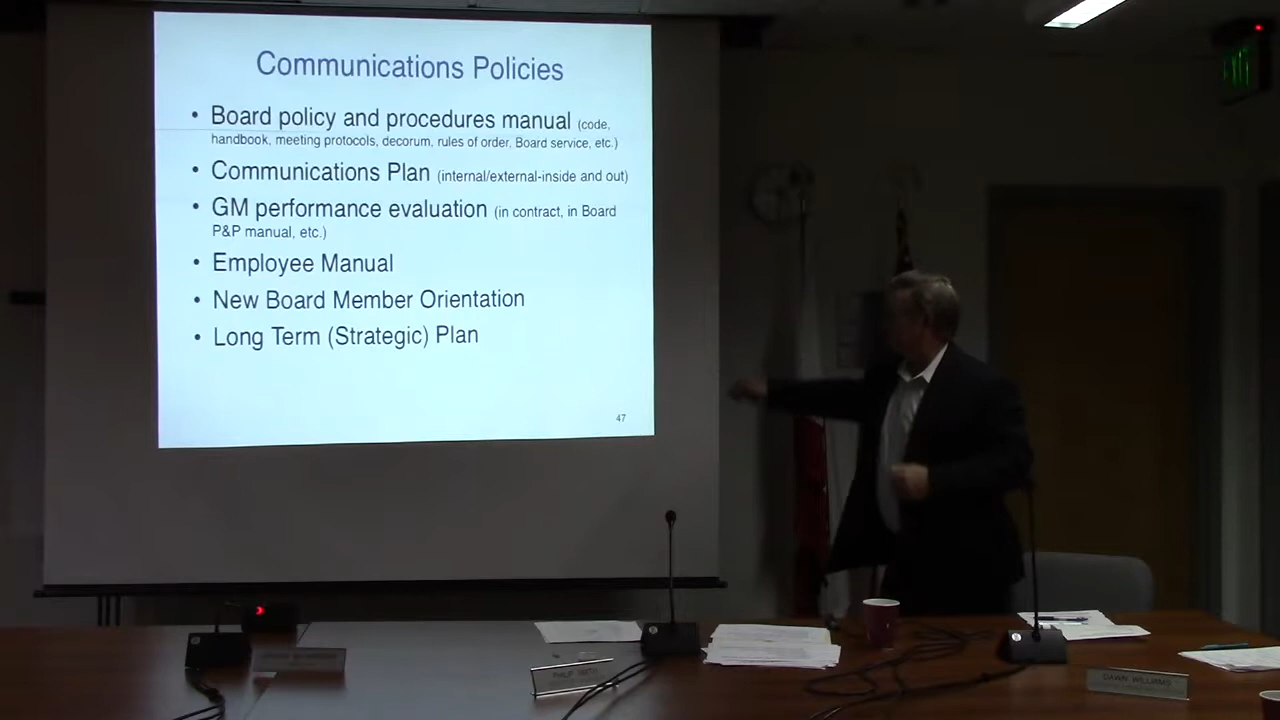 Communications Policies
• Board policy and procedures manual (code,
handbook, meeting protocols, decorum, rules of order, Board service, etc.)
• Communications Plan (internal/external-inside and out)
• GM performance evaluation (in contract, in Board
P&P manual, etc.)
• Employee Manual
• New Board Member Orientation
• Long Term (Strategic) Plan
47
DAWN WILLIAMS